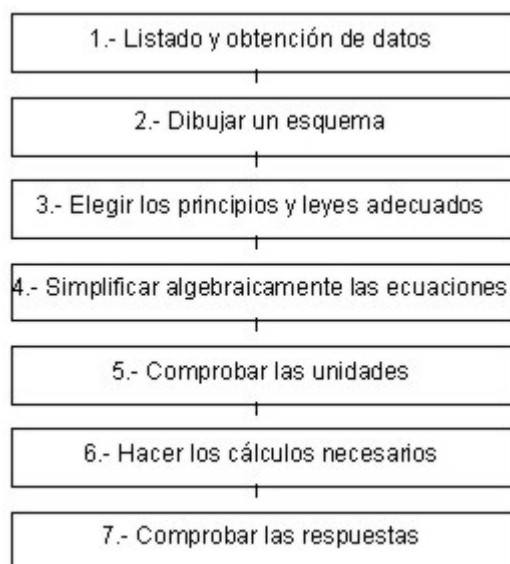 1.- Listado y obtención de datos
2.- Dibujar un esquema
3.- Elegir los principios y leyes adecuados
4.- Simplificar algebraicamente las ecuaciones
5.- Comprobar las unidades
6.- Hacer los cálculos necesarios
7.- Comprobar las respuestas